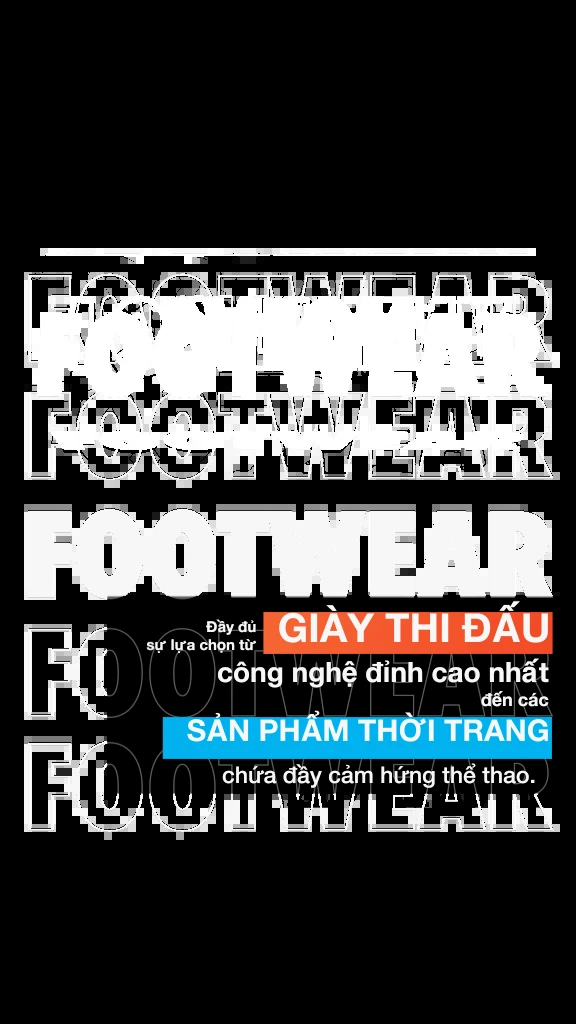 FOOTWEAR
FOOTWEAR
FOOTWEAR
FOOTWEAR
FOOTWEAR
Đầy đủ
GIÀY THI ĐẤU
sự lựa chọn từ
công nghệ đỉnh cao nhất
đến các
SẢN PHẨM THỜI TRANG
chứa đầy cảm hứng thể thao.
FOOTWEAR